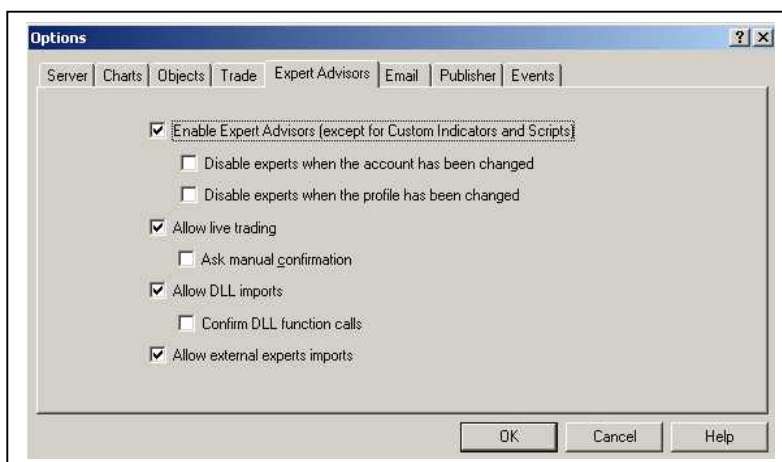 Options
Server Charts Objects Trade Expert Advisors Email Publisher Events
Enable Expert Advisors (except for Custom Indicators and Scripts)
Disable experts when the account has been changed
Disable experts when the profile has been changed
Allow live trading
Ask manual confirmation
Allow DLL imports
Confirm DLL function calls
Allow external experts imports
OK Cancel Help